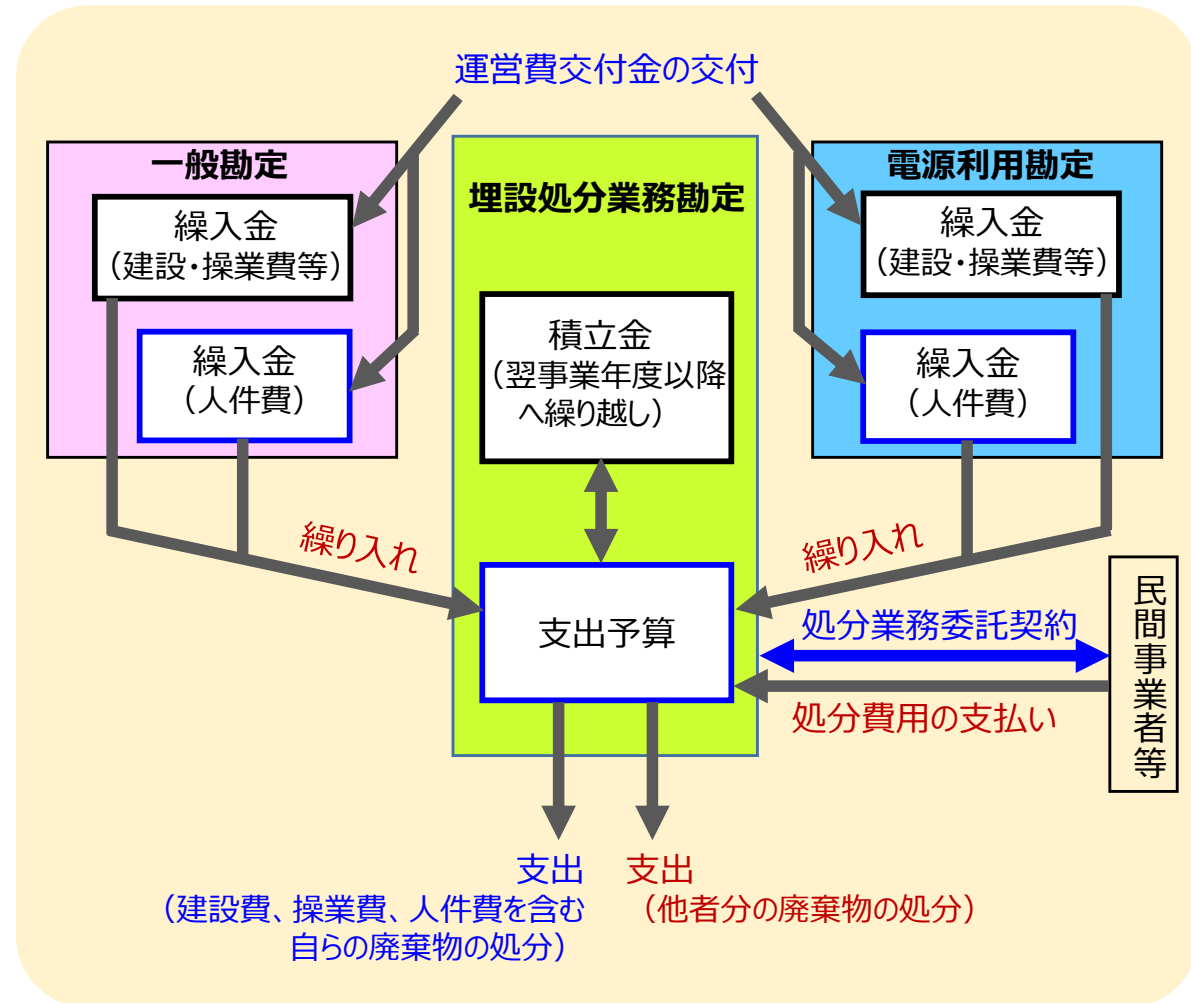 運営費交付金の交付
一般勘定
繰入金
（建設・操業費等）
繰入金
（人件費）
埋設処分業務勘定
積立金
（翌事業年度以降
へ繰り越し）
支出予算
電源利用勘定
繰入金
（建設・操業費等）
繰入金
（人件費）
繰り入れ
繰り入れ
処分業務委託契約
処分費用の支払い
民間事業者等
支出
（建設費、操業費、人件費を含む
自らの廃棄物の処分）
支出
（他者分の廃棄物の処分）